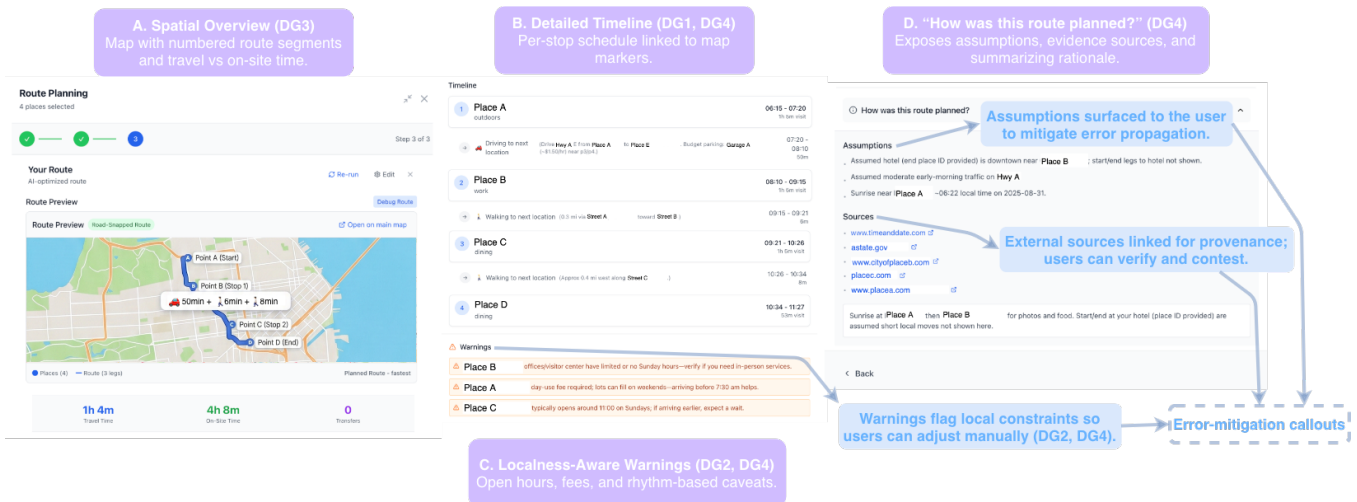 A. Spatial Overview (DG3)
Map with numbered route segments
and travel vs on-site time.
Route Planning
4 places selected
3
Step 3 of 3
Your Route
AI-optimized route
Re-run
Edit
Route Preview
Debug Route
Route Preview
Road-Snapped Route
Open on main map
A
Point A (Start)
B
Point B (Stop 1)
50min + 6min + 8min
C
Point C (Stop 2)
D
Point D (End)
Places (4)
Route (3 legs)
Planned Route - fastest
1h 4m
Travel Time
4h 8m
On-Site Time
0
Transfers
B. Detailed Timeline (DG1, DG4)
Per-stop schedule linked to map
markers.
Timeline
1
Place A
outdoors
06:15 - 07:20
1h 5m visit
Driving to next
location
(Drive Hwy A E from Place A to Place E . Budget parking: Garage A
07:20 -
08:10
50m
2
Place B
work
08:10 - 09:15
1h 5m visit
Walking to next location (0.3 mi via Street A toward Street B )
09:15 - 09:21
6m
3
Place C
dining
09:21 - 10:26
1h 5m visit
Walking to next location (Approx 0.4 mi east along Street C )
10:26 - 10:34
8m
4
Place D
dining
10:34 - 11:27
53m visit
Warnings
Place B offices/visitor center have limited or no Sunday hours—verify if you need in-person services.
Place A day-use fee required; lots can fill on weekends—arriving before 7:30 am helps.
Place C typically opens around 11:00 on Sundays; if arriving earlier, expect a wait.
C. Localness-Aware Warnings (DG2, DG4)
Open hours, fees, and rhythm-based caveats.
D. “How was this route planned?” (DG4)
Exposes assumptions, evidence sources, and
summarizing rationale.
How was this route planned?
Assumptions surfaced to the user
to mitigate error propagation.
Assumptions
Assumed hotel (end place ID provided) is downtown near Place B ; start/end legs to hotel not shown.
Assumed moderate early-morning traffic on Hwy A
Sunrise near Place A ~06:22 local time on 2025-08-31.
Sources
www.timeanddate.com
astate.gov
www.cityofplaceb.com
placec.com
www.placea.com
External sources linked for provenance;
users can verify and contest.
Sunrise at Place A then Place B for photos and food. Start/end at your hotel (place ID provided) are
assumed short local moves not shown here.
Back
Warnings flag local constraints so
users can adjust manually (DG2, DG4).
Error-mitigation callouts